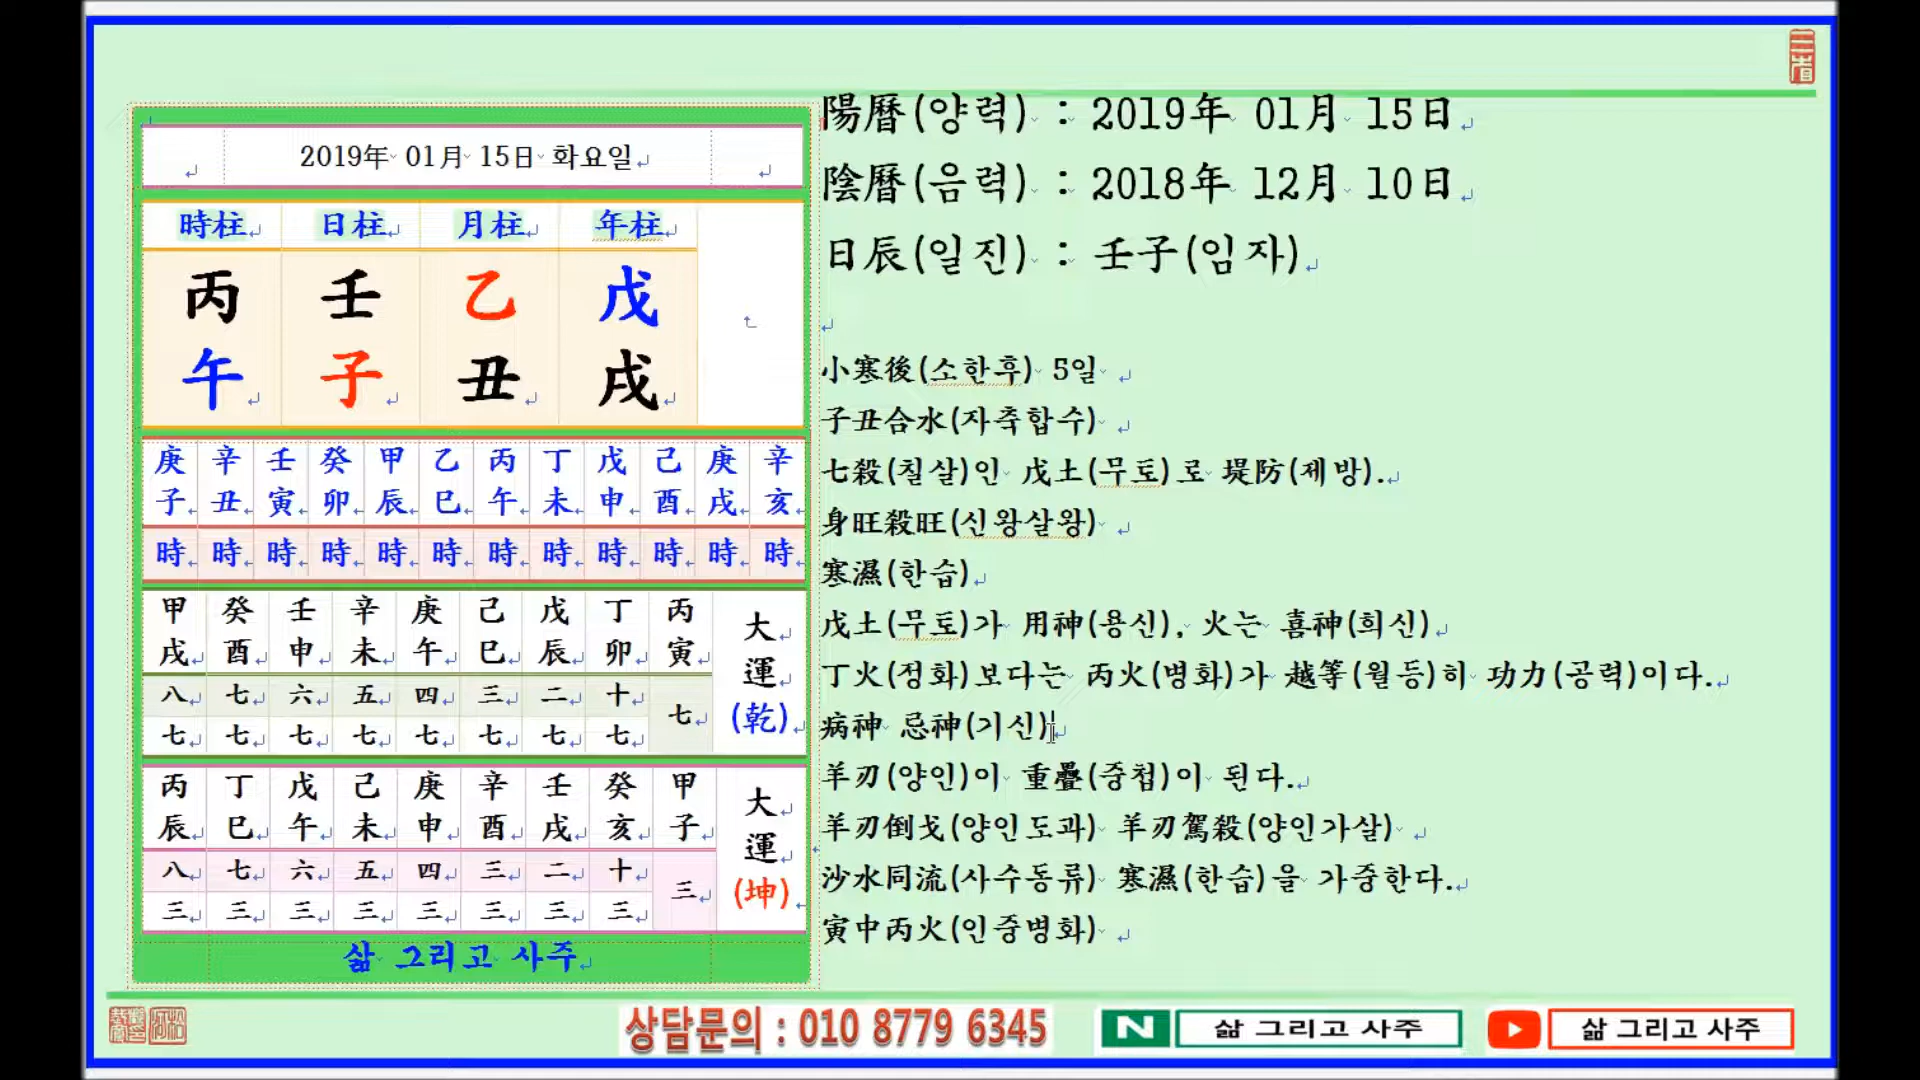 2019年 01月 15日 화요일
時柱 日柱 月柱 年柱
丙 壬 乙 戊
午 子 丑 戌
庚 辛 壬 癸 甲 乙 丙 丁 戊 己 庚 辛
子 丑 寅 卯 辰 巳 午 未 申 酉 戌 亥
時 時 時 時 時 時 時 時 時 時 時 時
甲 癸 壬 辛 庚 己 戊 丁 丙
戌 酉 申 未 午 巳 辰 卯 寅
八 七 六 五 四 三 二 十 七
七 七 七 七 七 七 七 七
大
運
(乾)
丙 丁 戊 己 庚 辛 壬 癸 甲
辰 巳 午 未 申 酉 戌 亥 子
八 七 六 五 四 三 二 十 三
三 三 三 三 三 三 三 三
大
運
(坤)
삶 그리고 사주
陽曆(양력) : 2019年 01月 15日
陰曆(음력) : 2018年 12月 10日
日辰(일진) : 壬子(임자)
小寒後(소한후) 5일
子丑合水(자축합수)
七殺(칠살)인 戊土(무토)로 堤防(제방).
身旺殺旺(신왕살왕)
寒濕(한습)
戊土(무토)가 用神(용신), 火는 喜神(희신)
丁火(정화)보다는 丙火(병화)가 越等(월등)히 功力(공력)이다.
病神 忌神(기신)
羊刃(양인)이 重疊(중첩)이 된다.
羊刃倒戈(양인도과) 羊刃駕殺(양인가살)
沙水同流(사수동류) 寒濕(한습)을 가중한다.
寅中丙火(인중병화)
상담문의 : 010 8779 6345
N 삶 그리고 사주
삶 그리고 사주